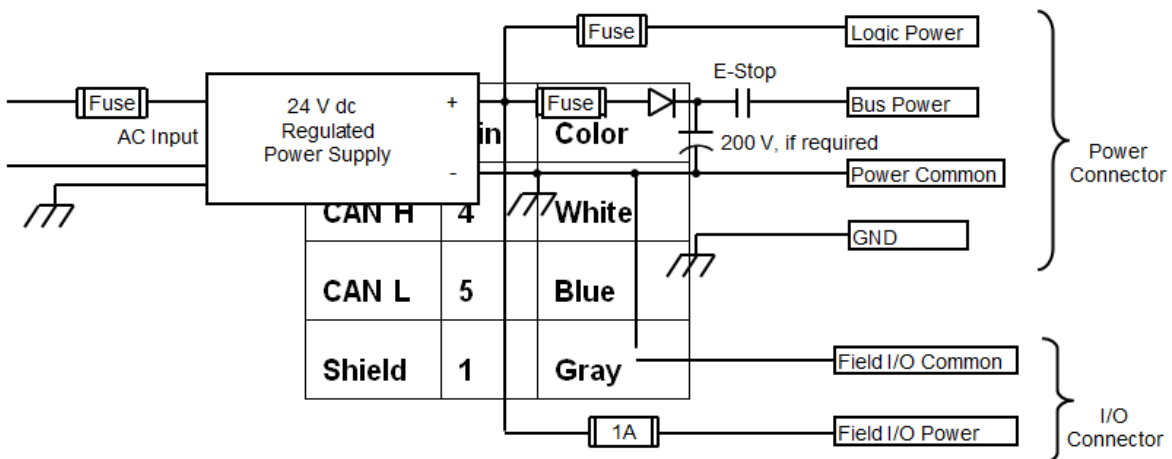 Fuse
Logic Power
E-Stop
Fuse
24 V dc
Regulated
Power Supply
+
Fuse
Bus Power
AC Input
in
Color
200 V, if required
Power
Connector
-
Power Common
CAN H
4
White
GND
CAN L
5
Blue
Shield
1
Gray
Field I/O Common
1A
Field I/O Power
I/O
Connector